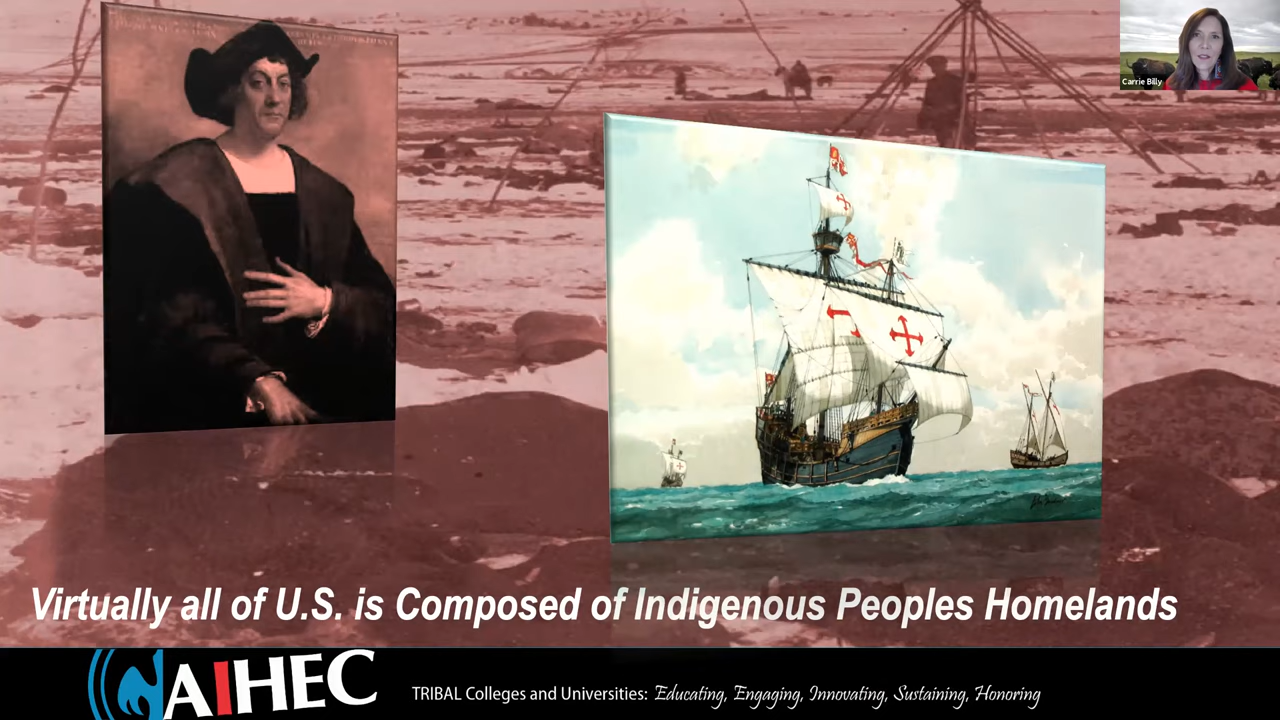 Carrie Billy
Virtually all of U.S. is Composed of Indigenous Peoples Homelands
AIHEC
TRIBAL Colleges and Universities: Educating, Engaging, Innovating, Sustaining, Honoring